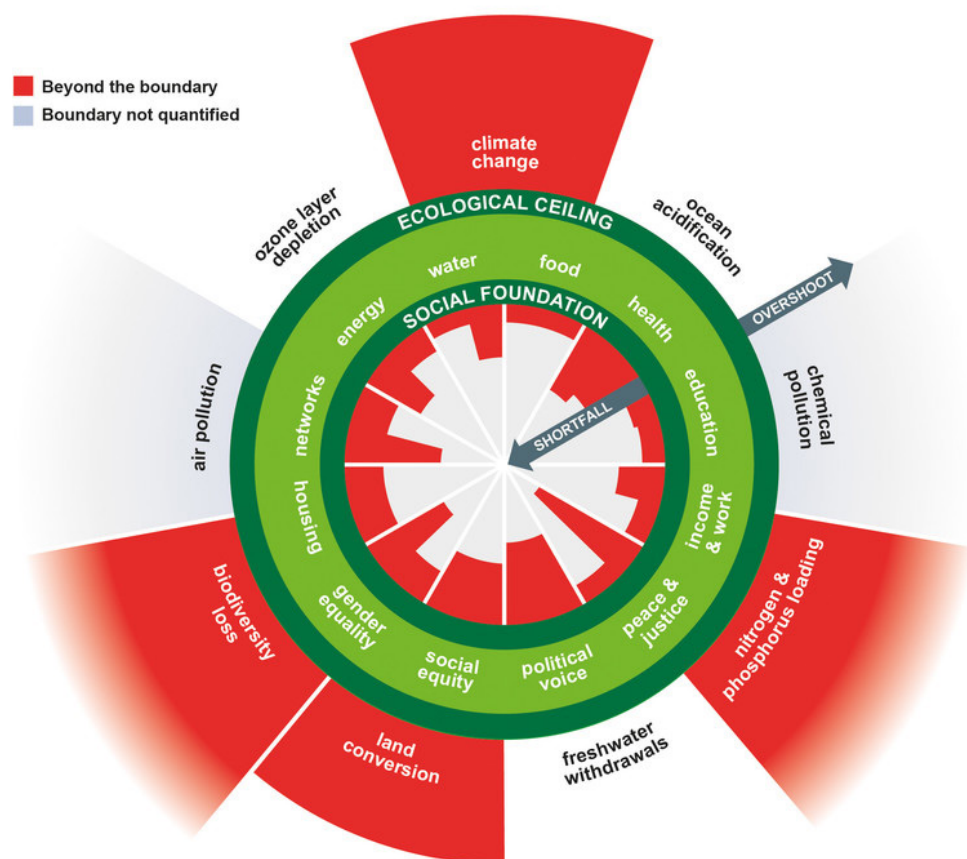 Beyond the boundary
Boundary not quantified
climate
change
ozone layer
depletion
ocean
acidification
ECOLOGICAL CEILING
water
food
energy
health
SOCIAL FOUNDATION
OVERSHOOT
SHORTFALL
air pollution
networks
education
chemical
pollution
housing
income
& work
biodiversity
loss
gender
equality
social
equity
political
voice
peace &
justice
nitrogen &
phosphorus loading
land
conversion
freshwater
withdrawals